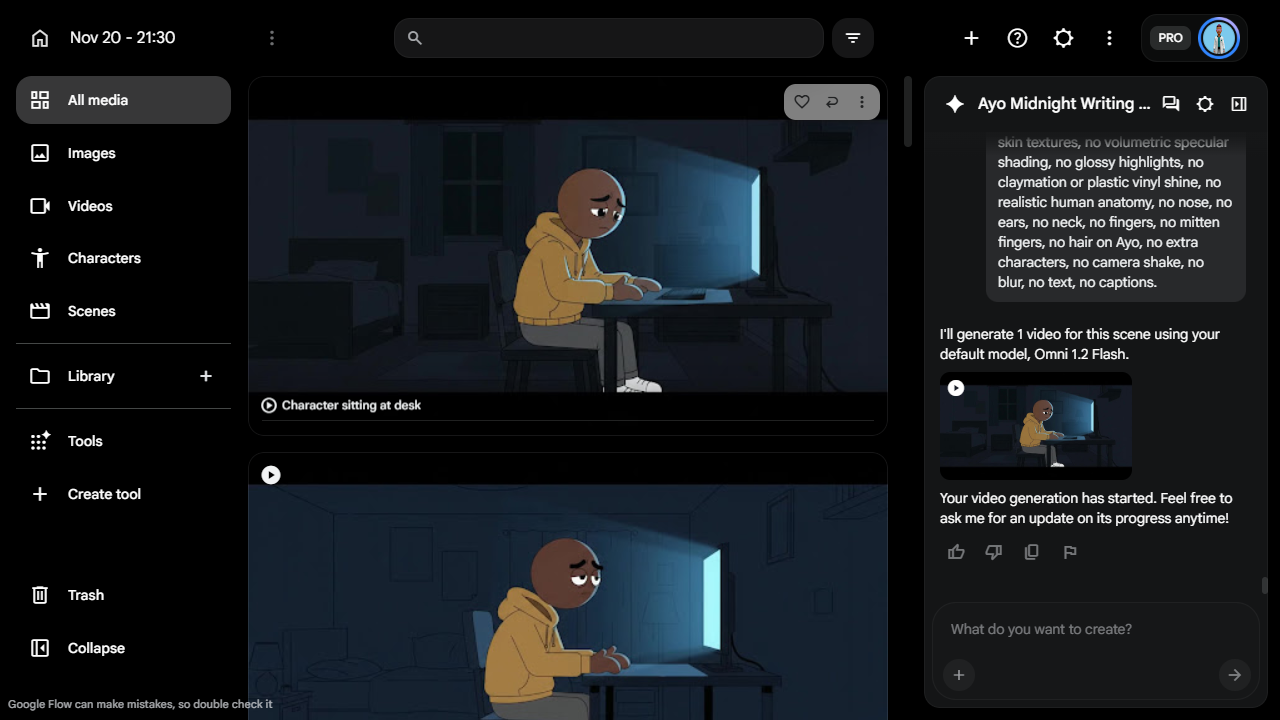 Nov 20 - 21:30
PRO
All media
Images
Videos
Characters
Scenes
Library
Tools
Create tool
Trash
Collapse
Google Flow can make mistakes, so double check it
Character sitting at desk
Ayo Midnight Writing ...
skin textures, no volumetric specular
shading, no glossy highlights, no
claymation or plastic vinyl shine, no
realistic human anatomy, no nose, no
ears, no neck, no fingers, no mitten
fingers, no hair on Ayo, no extra
characters, no camera shake, no
blur, no text, no captions.
I'll generate 1 video for this scene using your
default model, Omni 1.2 Flash.
Your video generation has started. Feel free to
ask me for an update on its progress anytime!
What do you want to create?